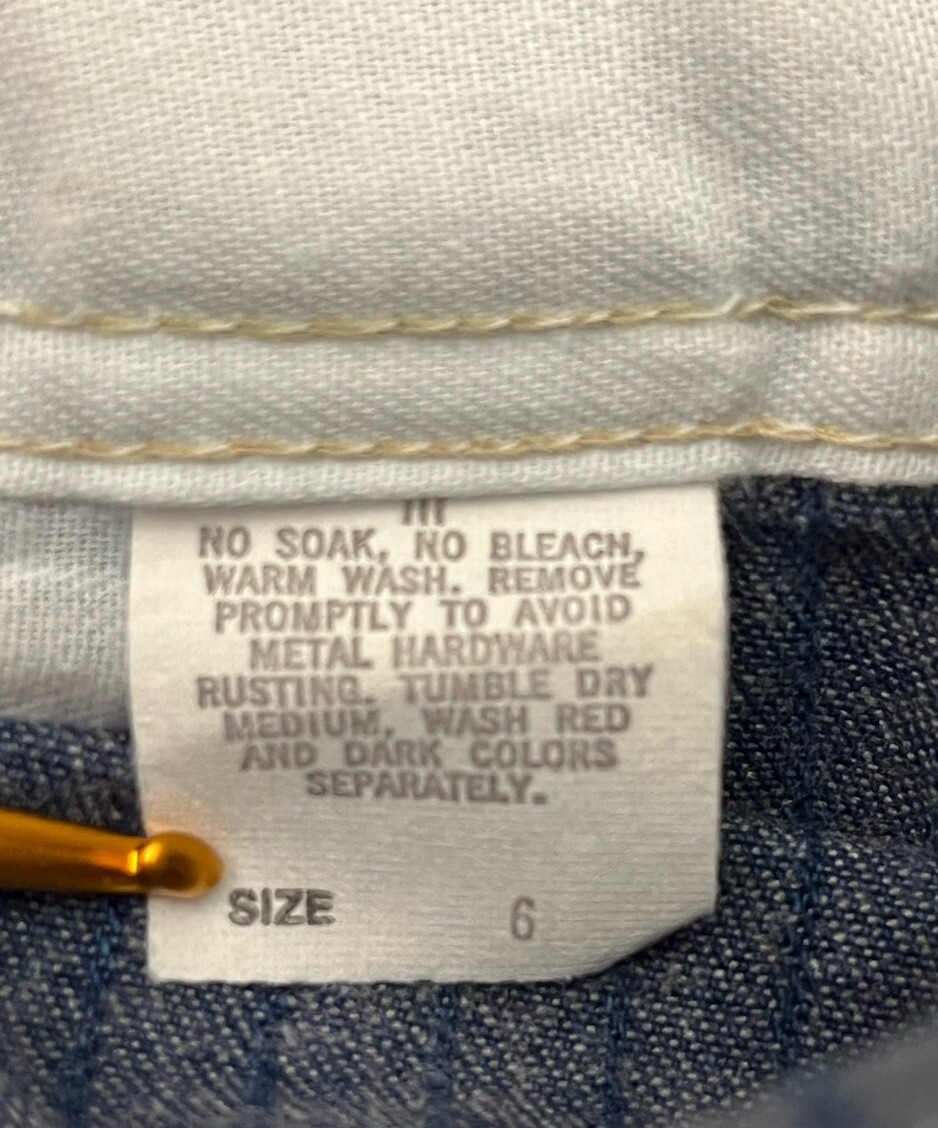 NO SOAK, NO BLEACH,
WARM WASH. REMOVE
PROMPTLY TO AVOID
METAL HARDWARE
RUSTING. TUMBLE DRY
MEDIUM, WASH RED
AND DARK COLORS
SEPARATELY.
SIZE 6